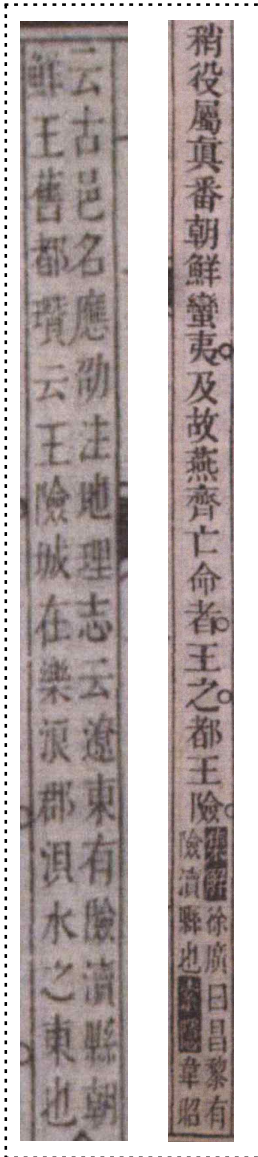 稍役屬真番朝鮮蠻夷及故燕齊亡命者王之都王險
集解徐廣曰昌黎有
險瀆縣也索隱韋昭
云古邑名應劭注地理志云遼東有險瀆縣朝
鮮王舊都瓚云王險城在樂浪郡浿水之東也